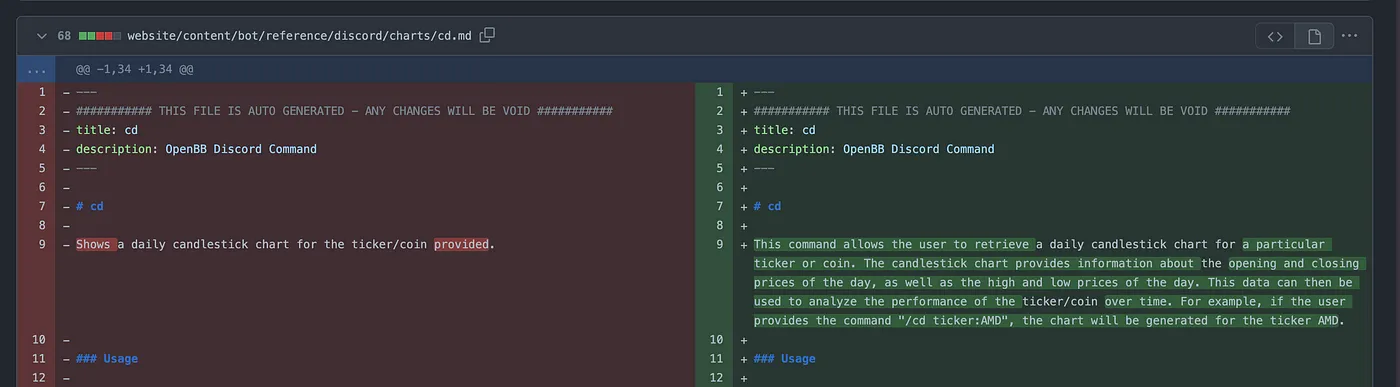 68 website/content/bot/reference/discord/charts/cd.md
... @@ -1,34 +1,34 @@
1 - ---
2 - ########### THIS FILE IS AUTO GENERATED - ANY CHANGES WILL BE VOID ###########
3 - title: cd
4 - description: OpenBB Discord Command
5 - ---
6 -
7 - # cd
8 -
9 - Shows a daily candlestick chart for the ticker/coin provided.
10 -
11 - ### Usage
12 -
1 + ---
2 + ########### THIS FILE IS AUTO GENERATED - ANY CHANGES WILL BE VOID ###########
3 + title: cd
4 + description: OpenBB Discord Command
5 + ---
6 +
7 + # cd
8 +
9 + This command allows the user to retrieve a daily candlestick chart for a particular
ticker or coin. The candlestick chart provides information about the opening and closing
prices of the day, as well as the high and low prices of the day. This data can then be
used to analyze the performance of the ticker/coin over time. For example, if the user
provides the command "/cd ticker:AMD", the chart will be generated for the ticker AMD.
10 +
11 + ### Usage
12 +